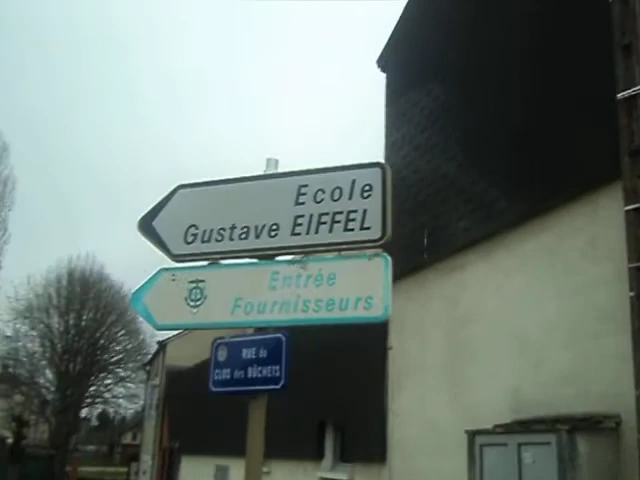 Ecole
Gustave EIFFEL
Entrée
Fournisseurs
RUE du
CLOS des BÛCHETS